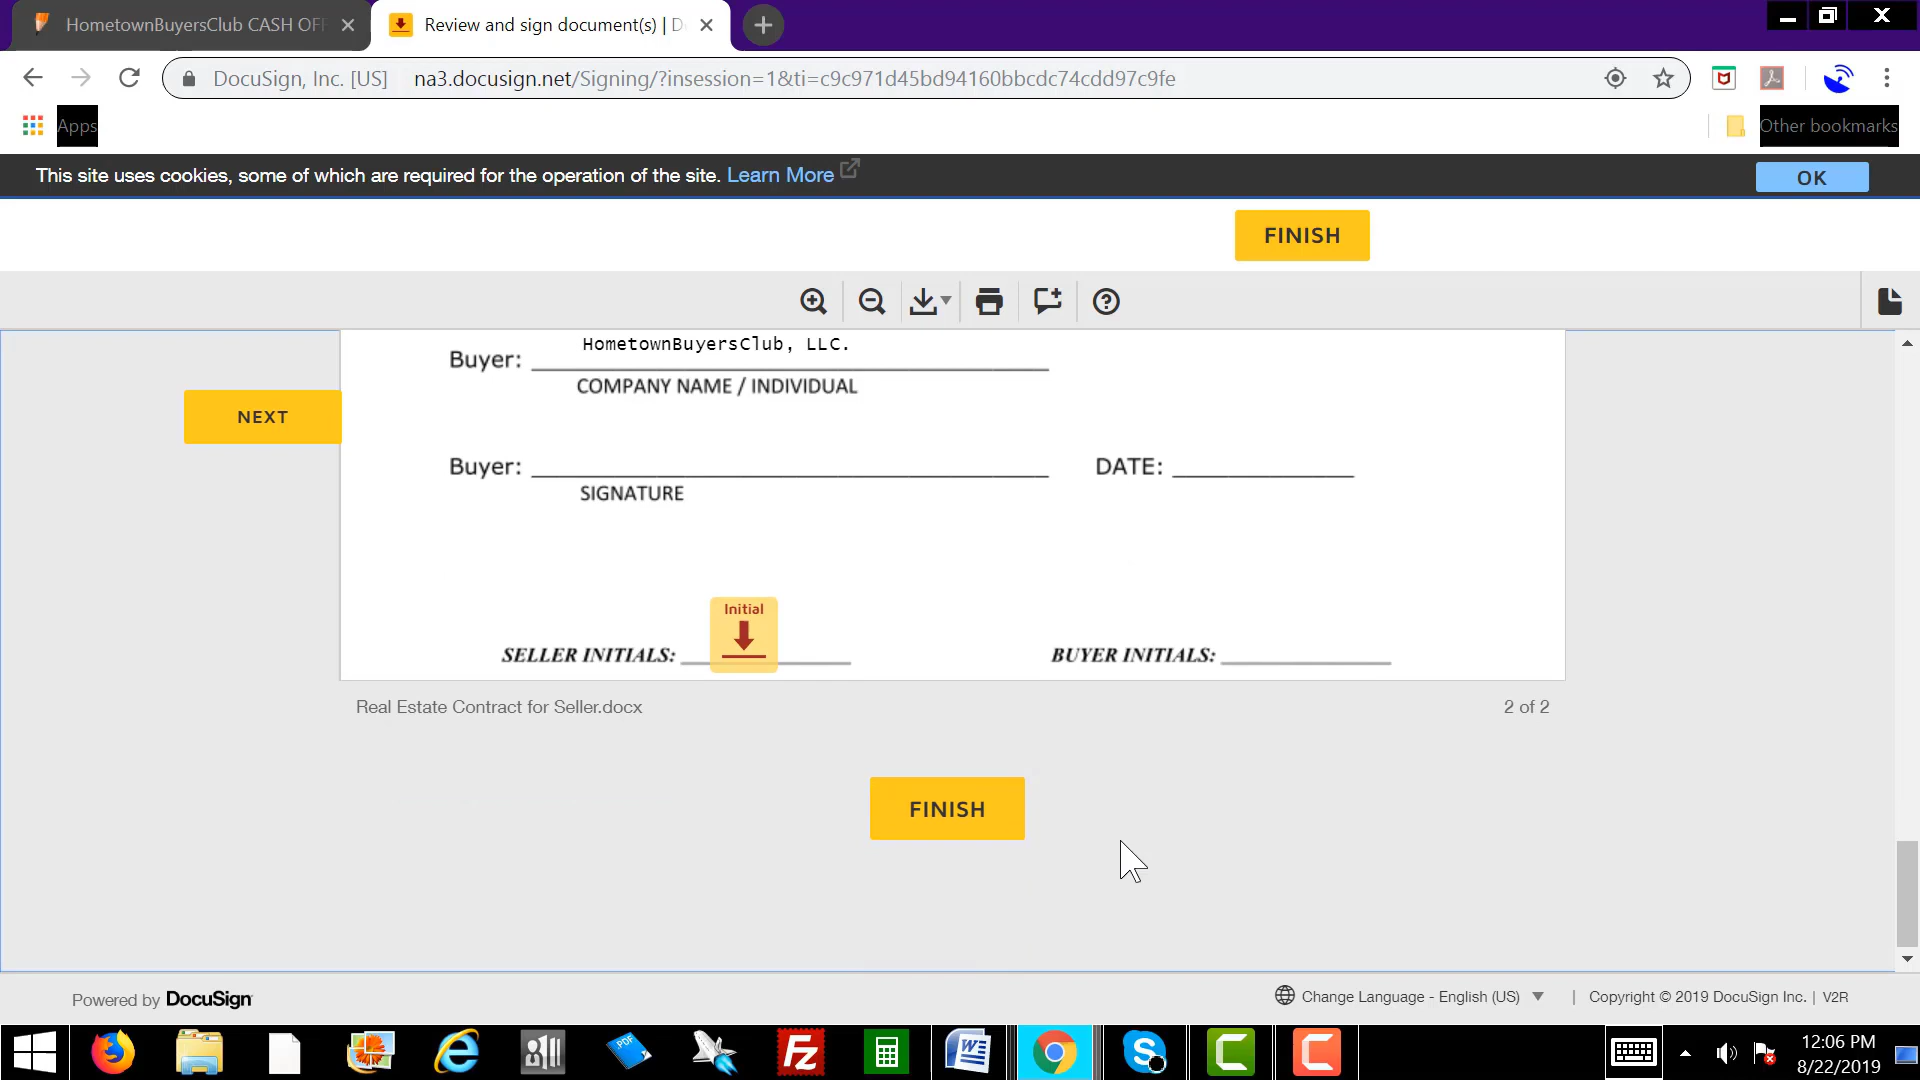 HometownBuyersClub CASH OFF
Review and sign document(s) | D
DocuSign, Inc. [US]
na3.docusign.net/Signing/?insession=1&ti=c9c971d45bd94160bbcdc74cdd97c9fe
Apps
Other bookmarks
This site uses cookies, some of which are required for the operation of the site. Learn More
OK
FINISH
HometownBuyersClub, LLC.
Buyer:
COMPANY NAME / INDIVIDUAL
NEXT
Buyer:
DATE:
SIGNATURE
Initial
SELLER INITIALS:
BUYER INITIALS:
Real Estate Contract for Seller.docx
2 of 2
FINISH
Powered by DocuSign
Change Language - English (US)
| Copyright © 2019 DocuSign Inc. | V2R
PDF
Fz
W
S
C
C
12:06 PM
8/22/2019